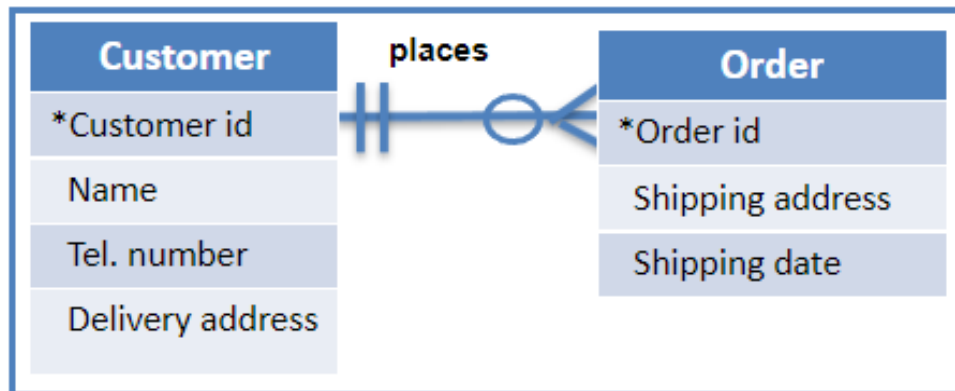 Customer
*Customer id
Name
Tel. number
Delivery address
places
Order
*Order id
Shipping address
Shipping date